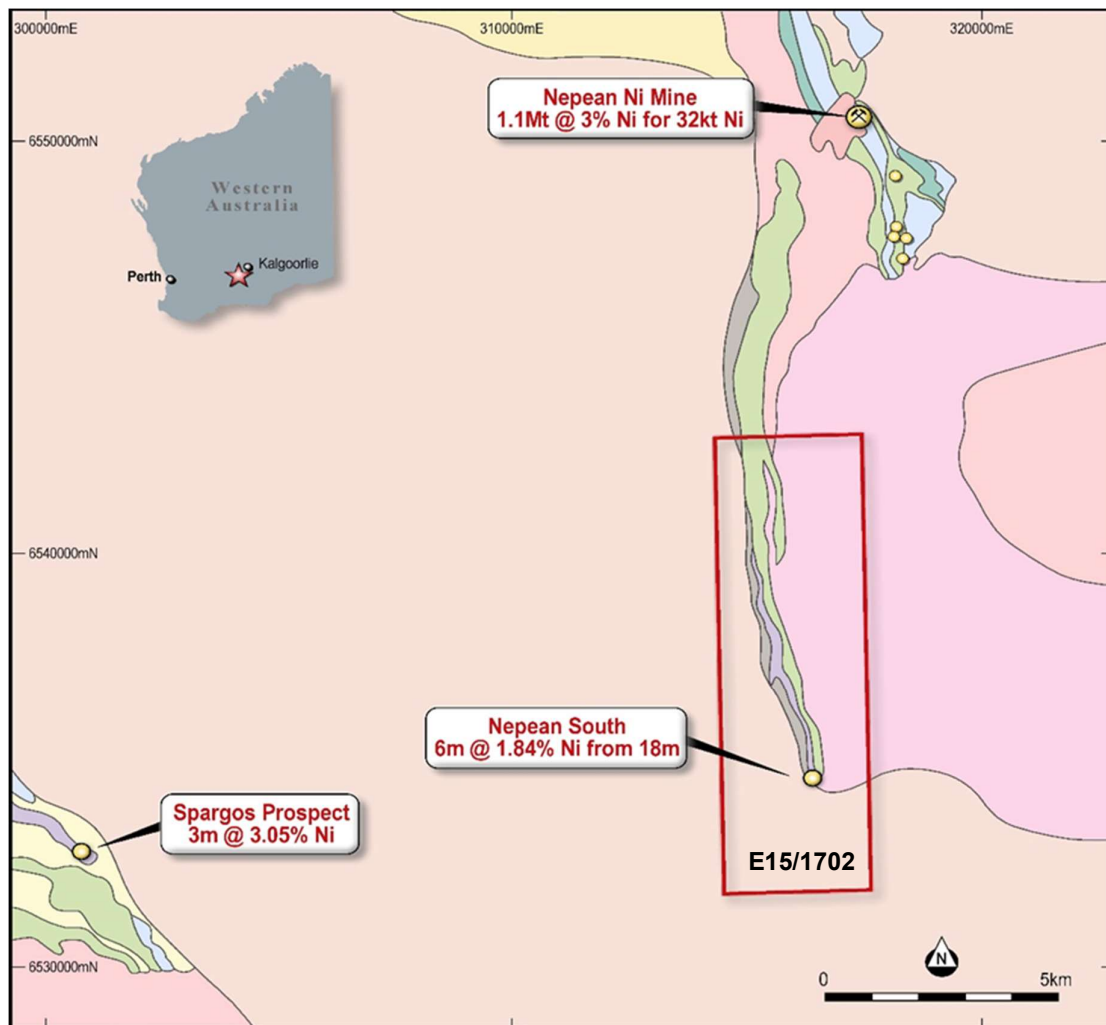 300000mE
310000mE
320000mE
Nepean Ni Mine
1.1Mt @ 3% Ni for 32kt Ni
6550000mN
Western
Australia
Kalgoorlie
Perth
6540000mN
Nepean South
6m @ 1.84% Ni from 18m
Spargos Prospect
3m @ 3.05% Ni
E15/1702
6530000mN
N
0
5km